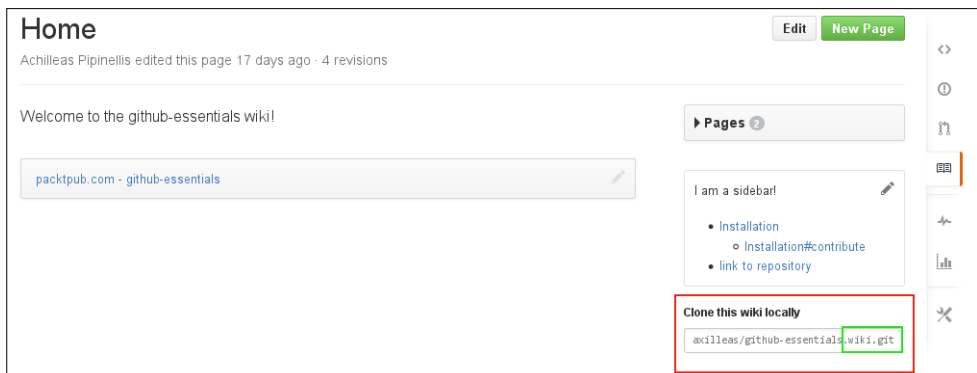 Home
Edit
New Page
Achilleas Pipinellis edited this page 17 days ago · 4 revisions
Welcome to the github-essentials wiki!
Pages 2
packtpub.com - github-essentials
I am a sidebar!
Installation
Installation#contribute
link to repository
Clone this wiki locally
axilleas/github-essentials.wiki.git